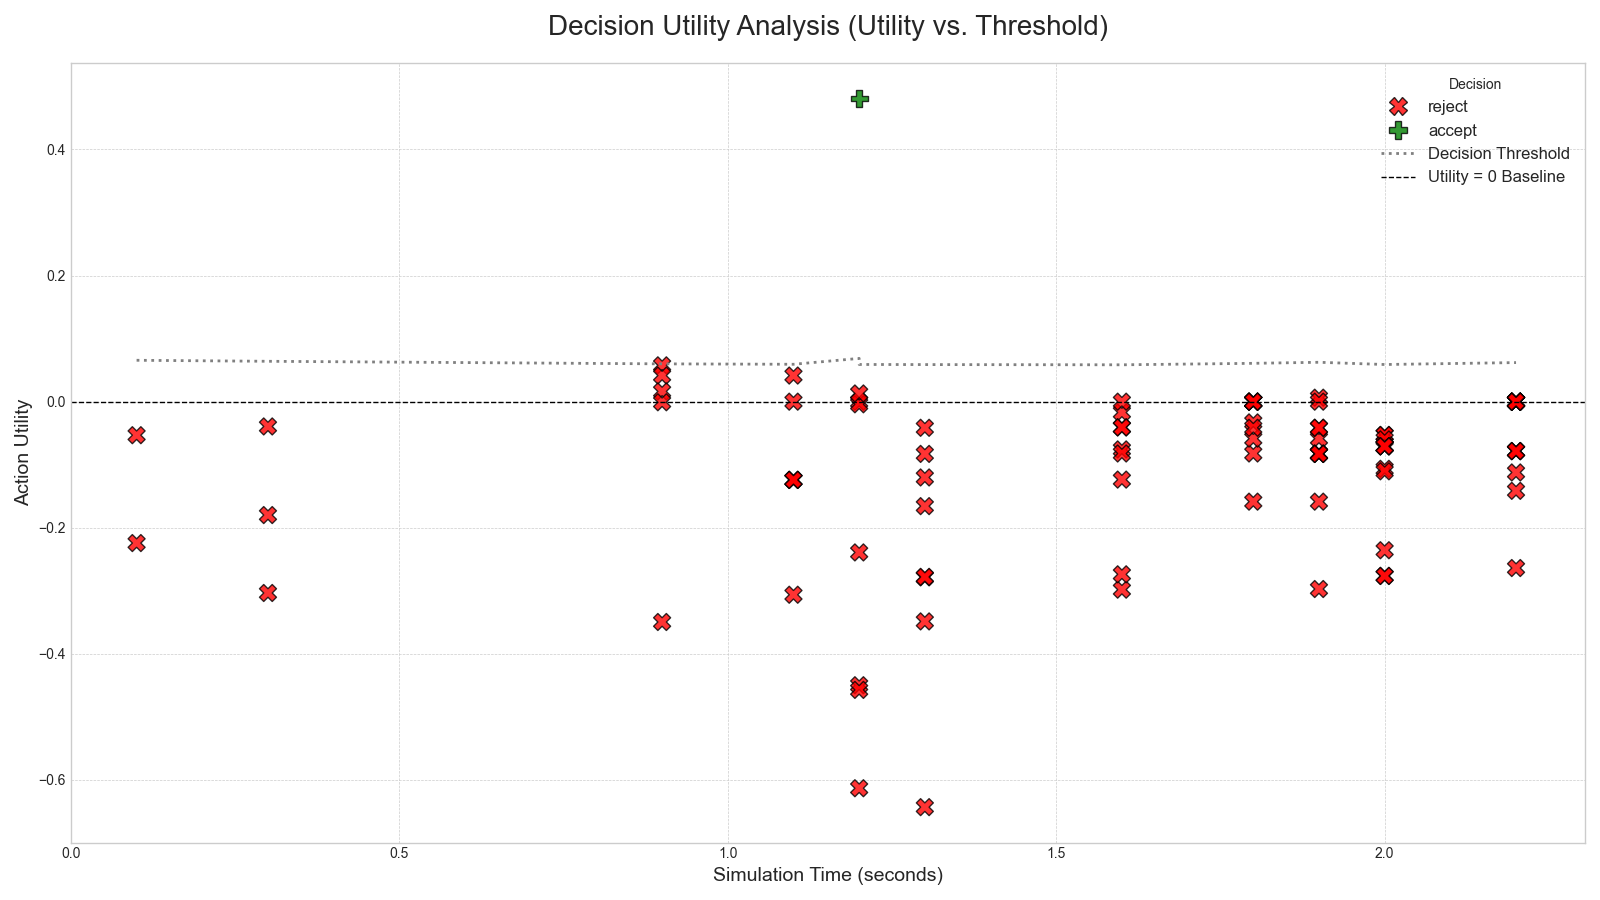 Decision Utility Analysis (Utility vs. Threshold)
Decision
reject
accept
Decision Threshold
Utility = 0 Baseline
Action Utility
0.4
0.2
0.0
−0.2
−0.4
−0.6
0.0
0.5
1.0
1.5
2.0
Simulation Time (seconds)